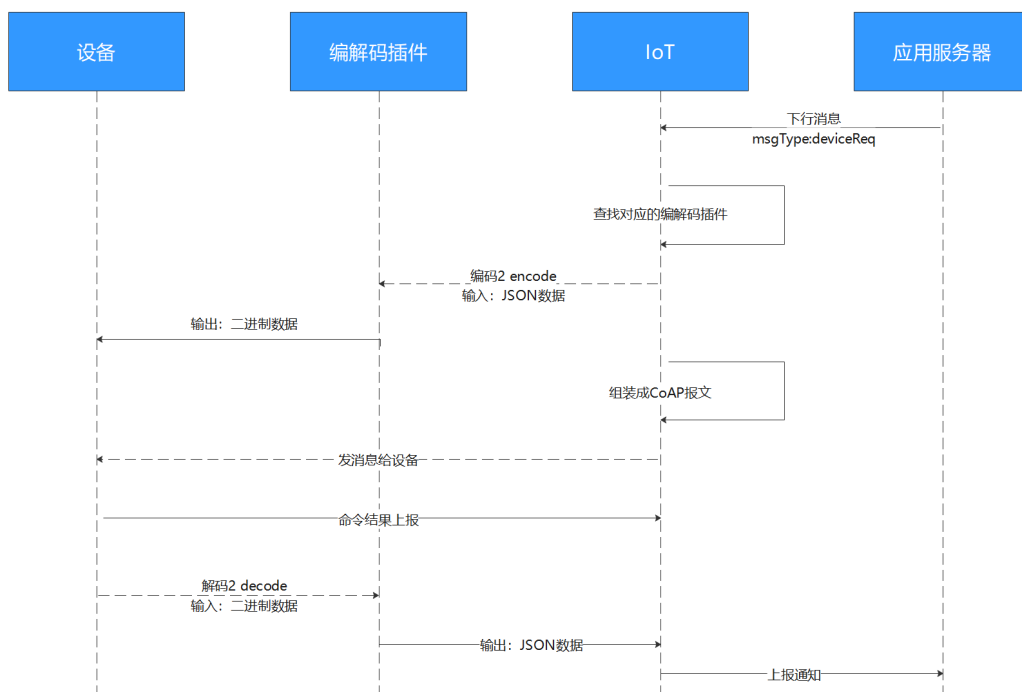 设备
编解码插件
IoT
应用服务器
下行消息
msgType:deviceReq
查找对应的编解码插件
编码2 encode
输入：JSON数据
输出：二进制数据
组装成CoAP报文
发消息给设备
命令结果上报
解码2 decode
输入：二进制数据
输出：JSON数据
上报通知